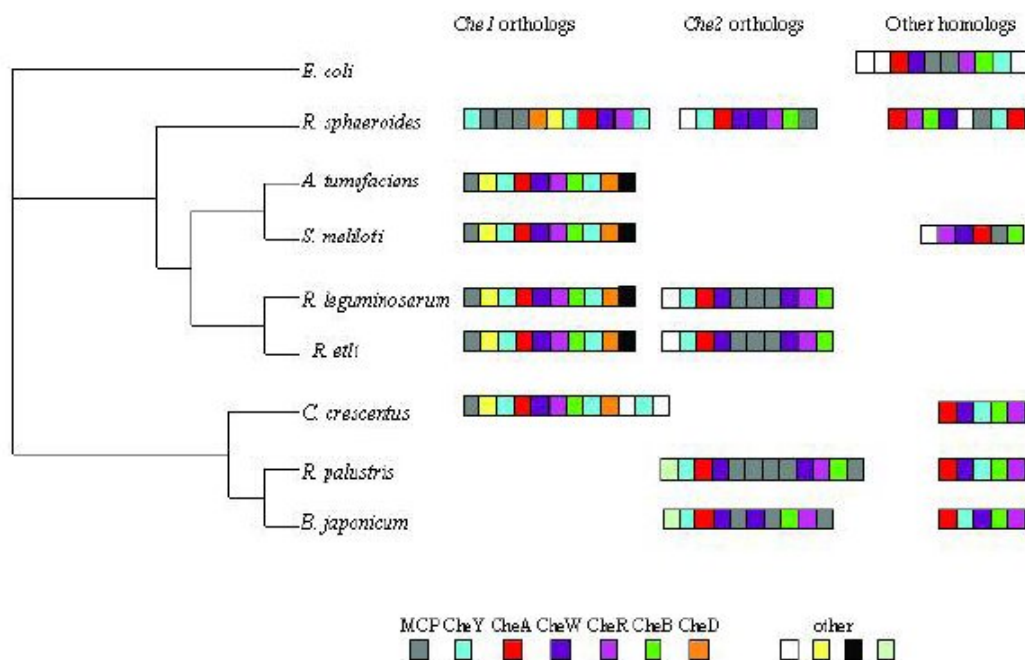 Che1 orthologs Che2 orthologs Other homologs
E. coli
R. sphaeroides
A. tumofacians
S. meliloti
R. leguminosarum
R. etli
C. crescentus
R. palustris
B. japonicum
MCP CheY CheA CheW CheR CheB CheD other